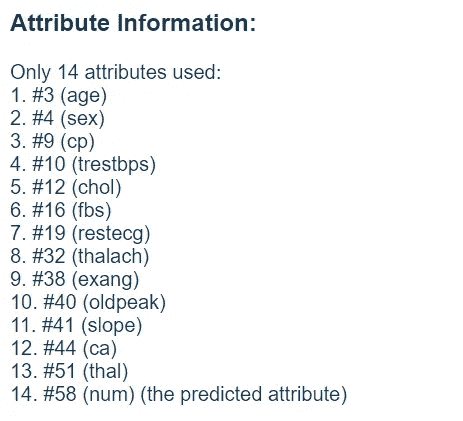 Attribute Information:
Only 14 attributes used:
1. #3 (age)
2. #4 (sex)
3. #9 (cp)
4. #10 (trestbps)
5. #12 (chol)
6. #16 (fbs)
7. #19 (restecg)
8. #32 (thalach)
9. #38 (exang)
10. #40 (oldpeak)
11. #41 (slope)
12. #44 (ca)
13. #51 (thal)
14. #58 (num) (the predicted attribute)